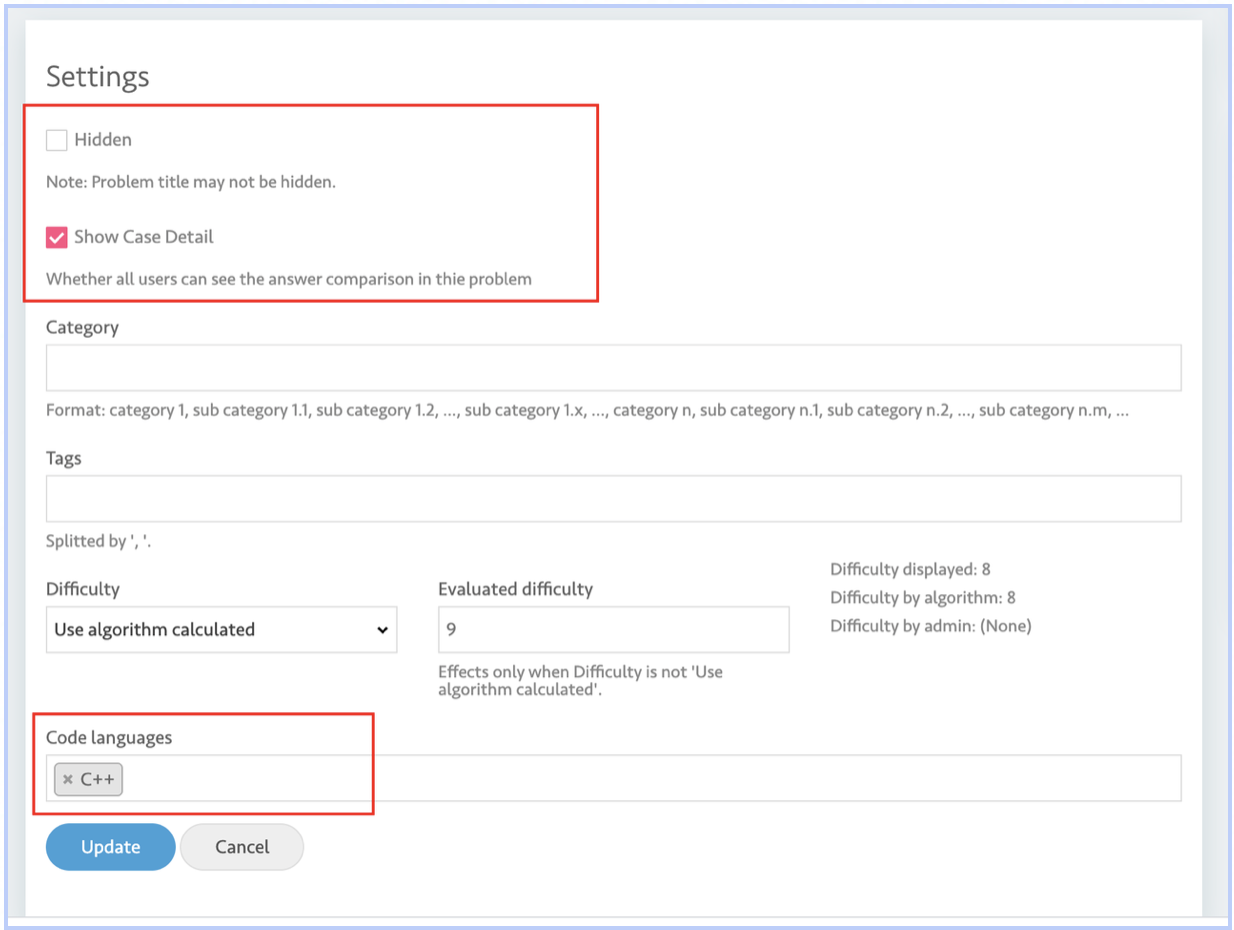 Settings
Hidden
Note: Problem title may not be hidden.
Show Case Detail
Whether all users can see the answer comparison in thie problem
Category
Format: category 1, sub category 1.1, sub category 1.2, ..., sub category 1.x, ..., category n, sub category n.1, sub category n.2, ..., sub category n.m, ...
Tags
Splitted by ', '.
Difficulty
Use algorithm calculated
Evaluated difficulty
9
Effects only when Difficulty is not 'Use
algorithm calculated'.
Difficulty displayed: 8
Difficulty by algorithm: 8
Difficulty by admin: (None)
Code languages
× C++
Update
Cancel